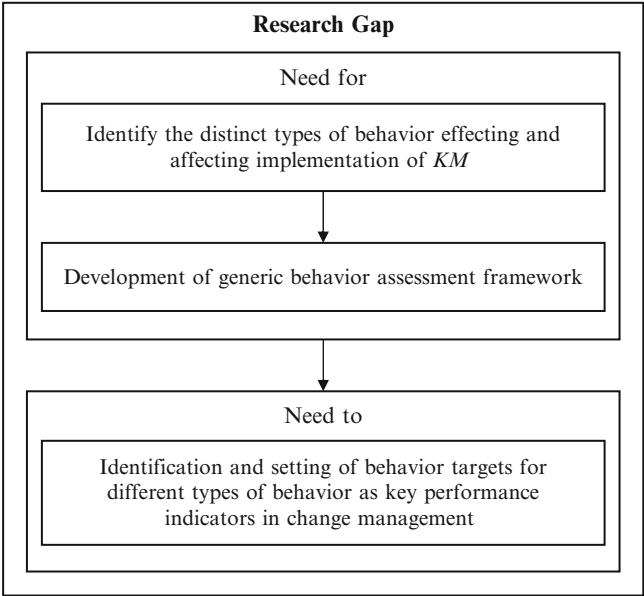 Research Gap
Need for
Identify the distinct types of behavior effecting and
affecting implementation of KM
Development of generic behavior assessment framework
Need to
Identification and setting of behavior targets for
different types of behavior as key performance
indicators in change management